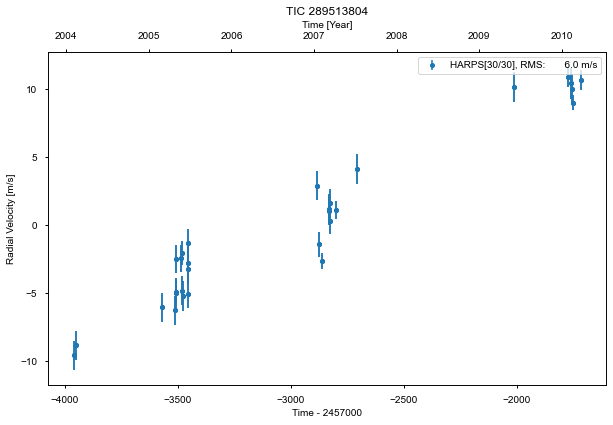 TIC 289513804
Time [Year]
2004 2005 2006 2007 2008 2009 2010
HARPS[30/30], RMS: 6.0 m/s
Radial Velocity [m/s]
10
5
0
−5
−10
−4000 −3500 −3000 −2500 −2000
Time - 2457000